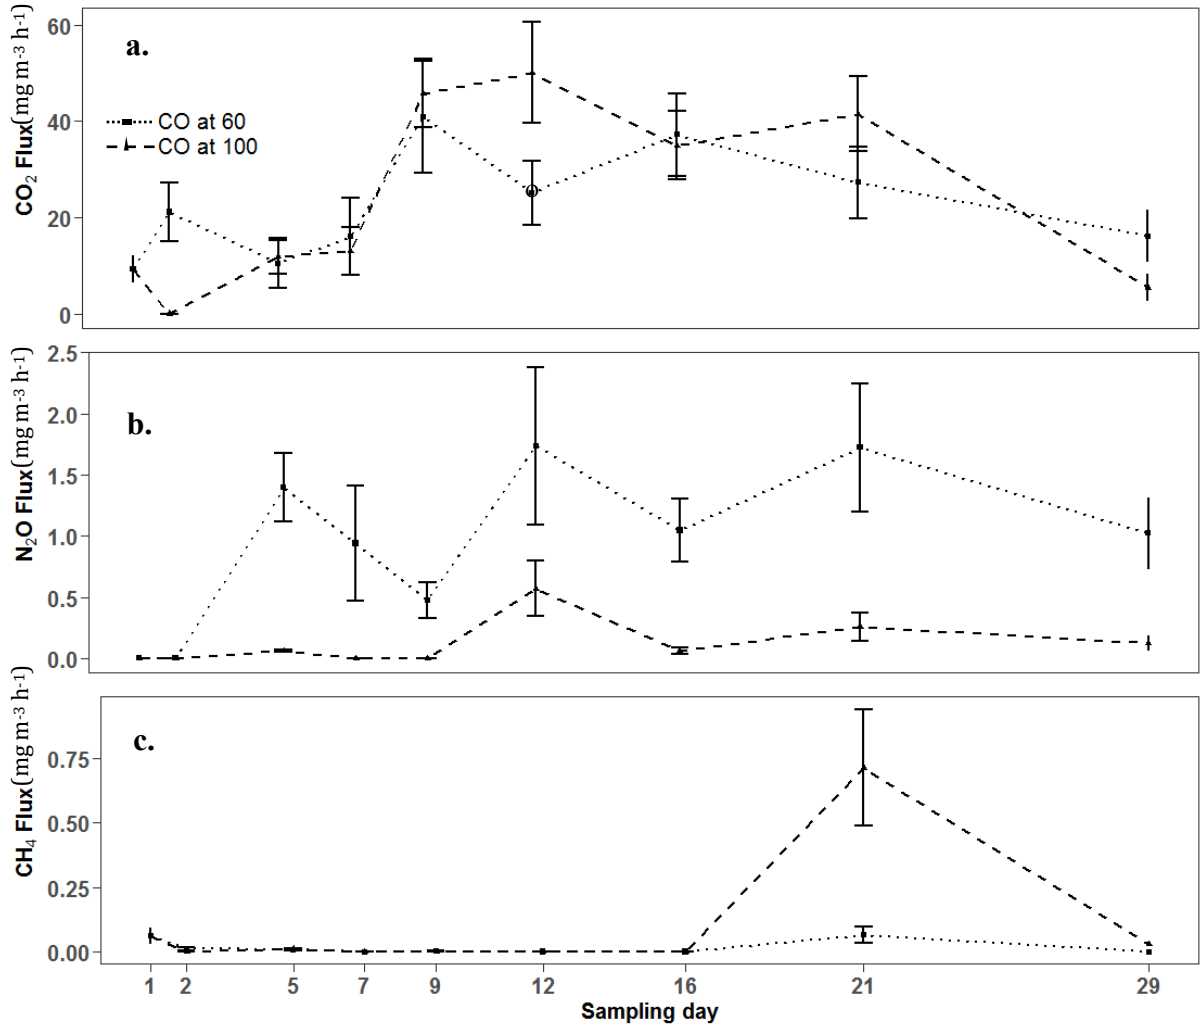 a.
CO₂ Flux(mg m⁻³ h⁻¹)
60
40
20
0
CO at 60
CO at 100
b.
N₂O Flux(mg m⁻³ h⁻¹)
2.5
2.0
1.5
1.0
0.5
0.0
c.
CH₄ Flux(mg m⁻³ h⁻¹)
0.75
0.50
0.25
0.00
1 2 5 7 9 12 16 21 29
Sampling day